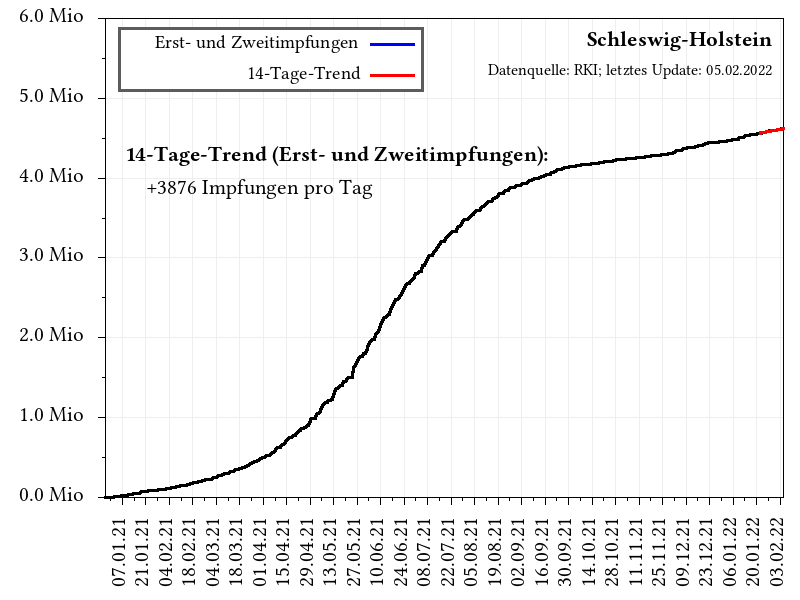 6.0 Mio
5.0 Mio
4.0 Mio
3.0 Mio
2.0 Mio
1.0 Mio
0.0 Mio
Erst- und Zweitimpfungen
14-Tage-Trend
Schleswig-Holstein
Datenquelle: RKI; letztes Update: 05.02.2022
14-Tage-Trend (Erst- und Zweitimpfungen):
+3876 Impfungen pro Tag
07.01.21
21.01.21
04.02.21
18.02.21
04.03.21
18.03.21
01.04.21
15.04.21
29.04.21
13.05.21
27.05.21
10.06.21
24.06.21
08.07.21
22.07.21
05.08.21
19.08.21
02.09.21
16.09.21
30.09.21
14.10.21
28.10.21
11.11.21
25.11.21
09.12.21
23.12.21
06.01.22
20.01.22
03.02.22